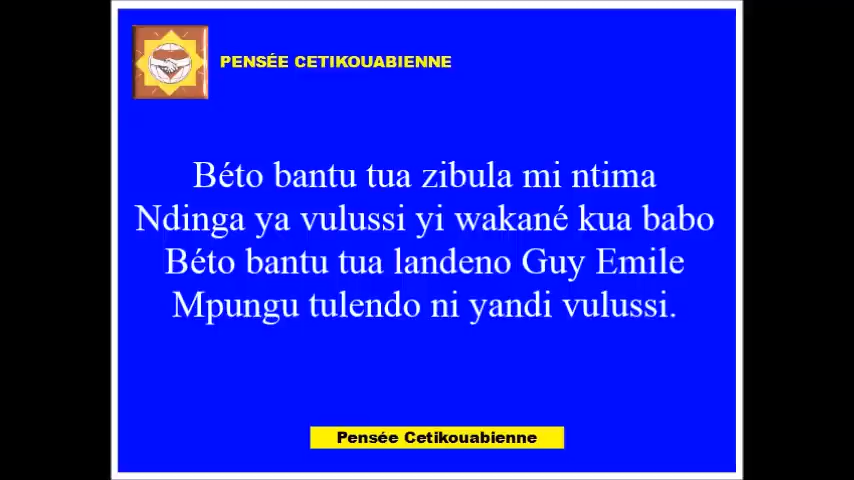 PENSÉE CETIKOUABIENNE
Béto bantu tua zibula mi ntima
Ndinga ya vulussi yi wakané kua babo
Béto bantu tua landeno Guy Emile
Mpungu tulendo ni yandi vulussi.
Pensée Cetikouabienne